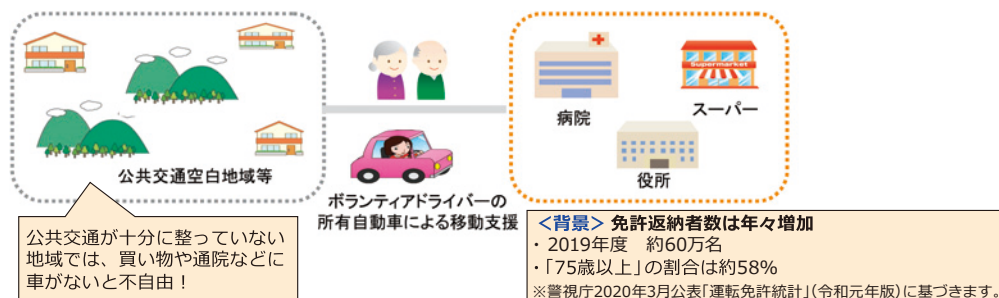 公共交通空白地域等
公共交通が十分に整っていない
地域では、買い物や通院などに
車がないと不自由！
ボランティアドライバーの
所有自動車による移動支援
病院
Supermarket
スーパー
役所
＜背景＞ 免許返納者数は年々増加
・2019年度　約60万名
・「75歳以上」の割合は約58%
※警視庁2020年3月公表「運転免許統計」（令和元年版）に基づきます。